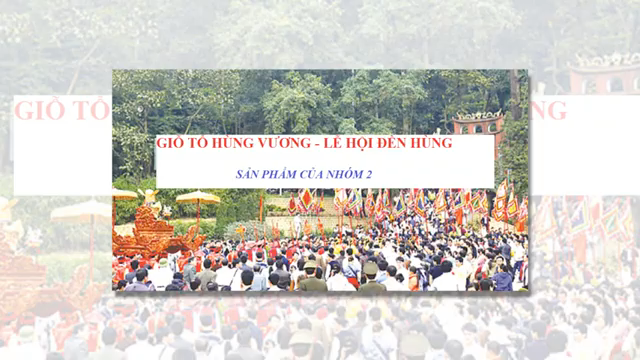 GIỖ TỔ HÙNG VƯƠNG - LỄ HỘI ĐỀN HÙNG
SẢN PHẨM CỦA NHÓM 2